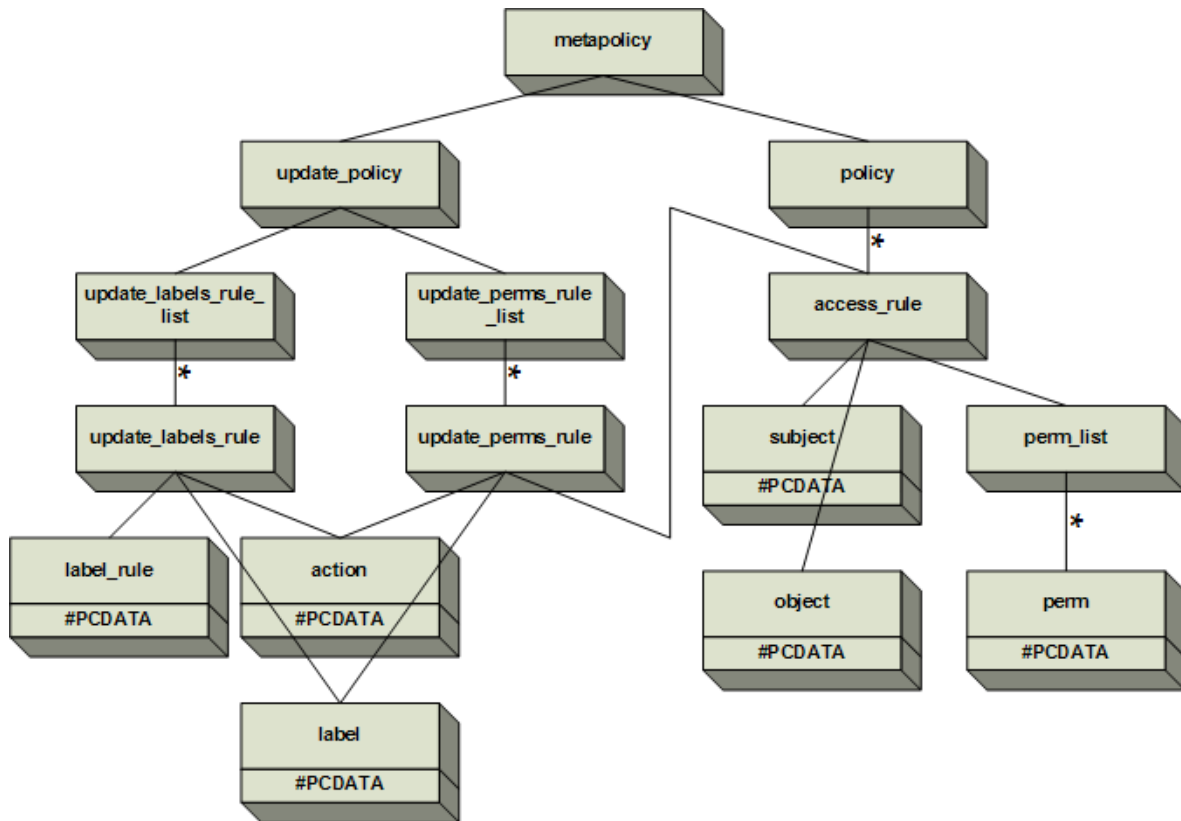 metapolicy
update_policy
policy
*
update_labels_rule_
list
update_perms_rule
_list
access_rule
*
*
update_labels_rule
update_perms_rule
subject
#PCDATA
perm_list
*
label_rule
#PCDATA
action
#PCDATA
object
#PCDATA
perm
#PCDATA
label
#PCDATA